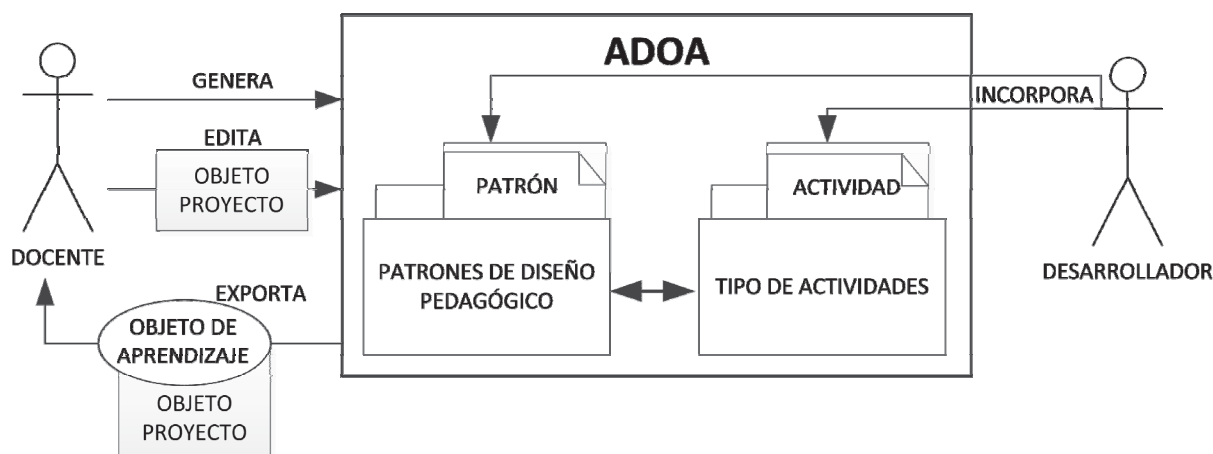 ADOA
GENERA
INCORPORA
EDITA
OBJETO
PROYECTO
PATRÓN
ACTIVIDAD
DOCENTE
PATRONES DE DISEÑO
PEDAGÓGICO
TIPO DE ACTIVIDADES
DESARROLLADOR
EXPORTA
OBJETO DE
APRENDIZAJE
OBJETO
PROYECTO